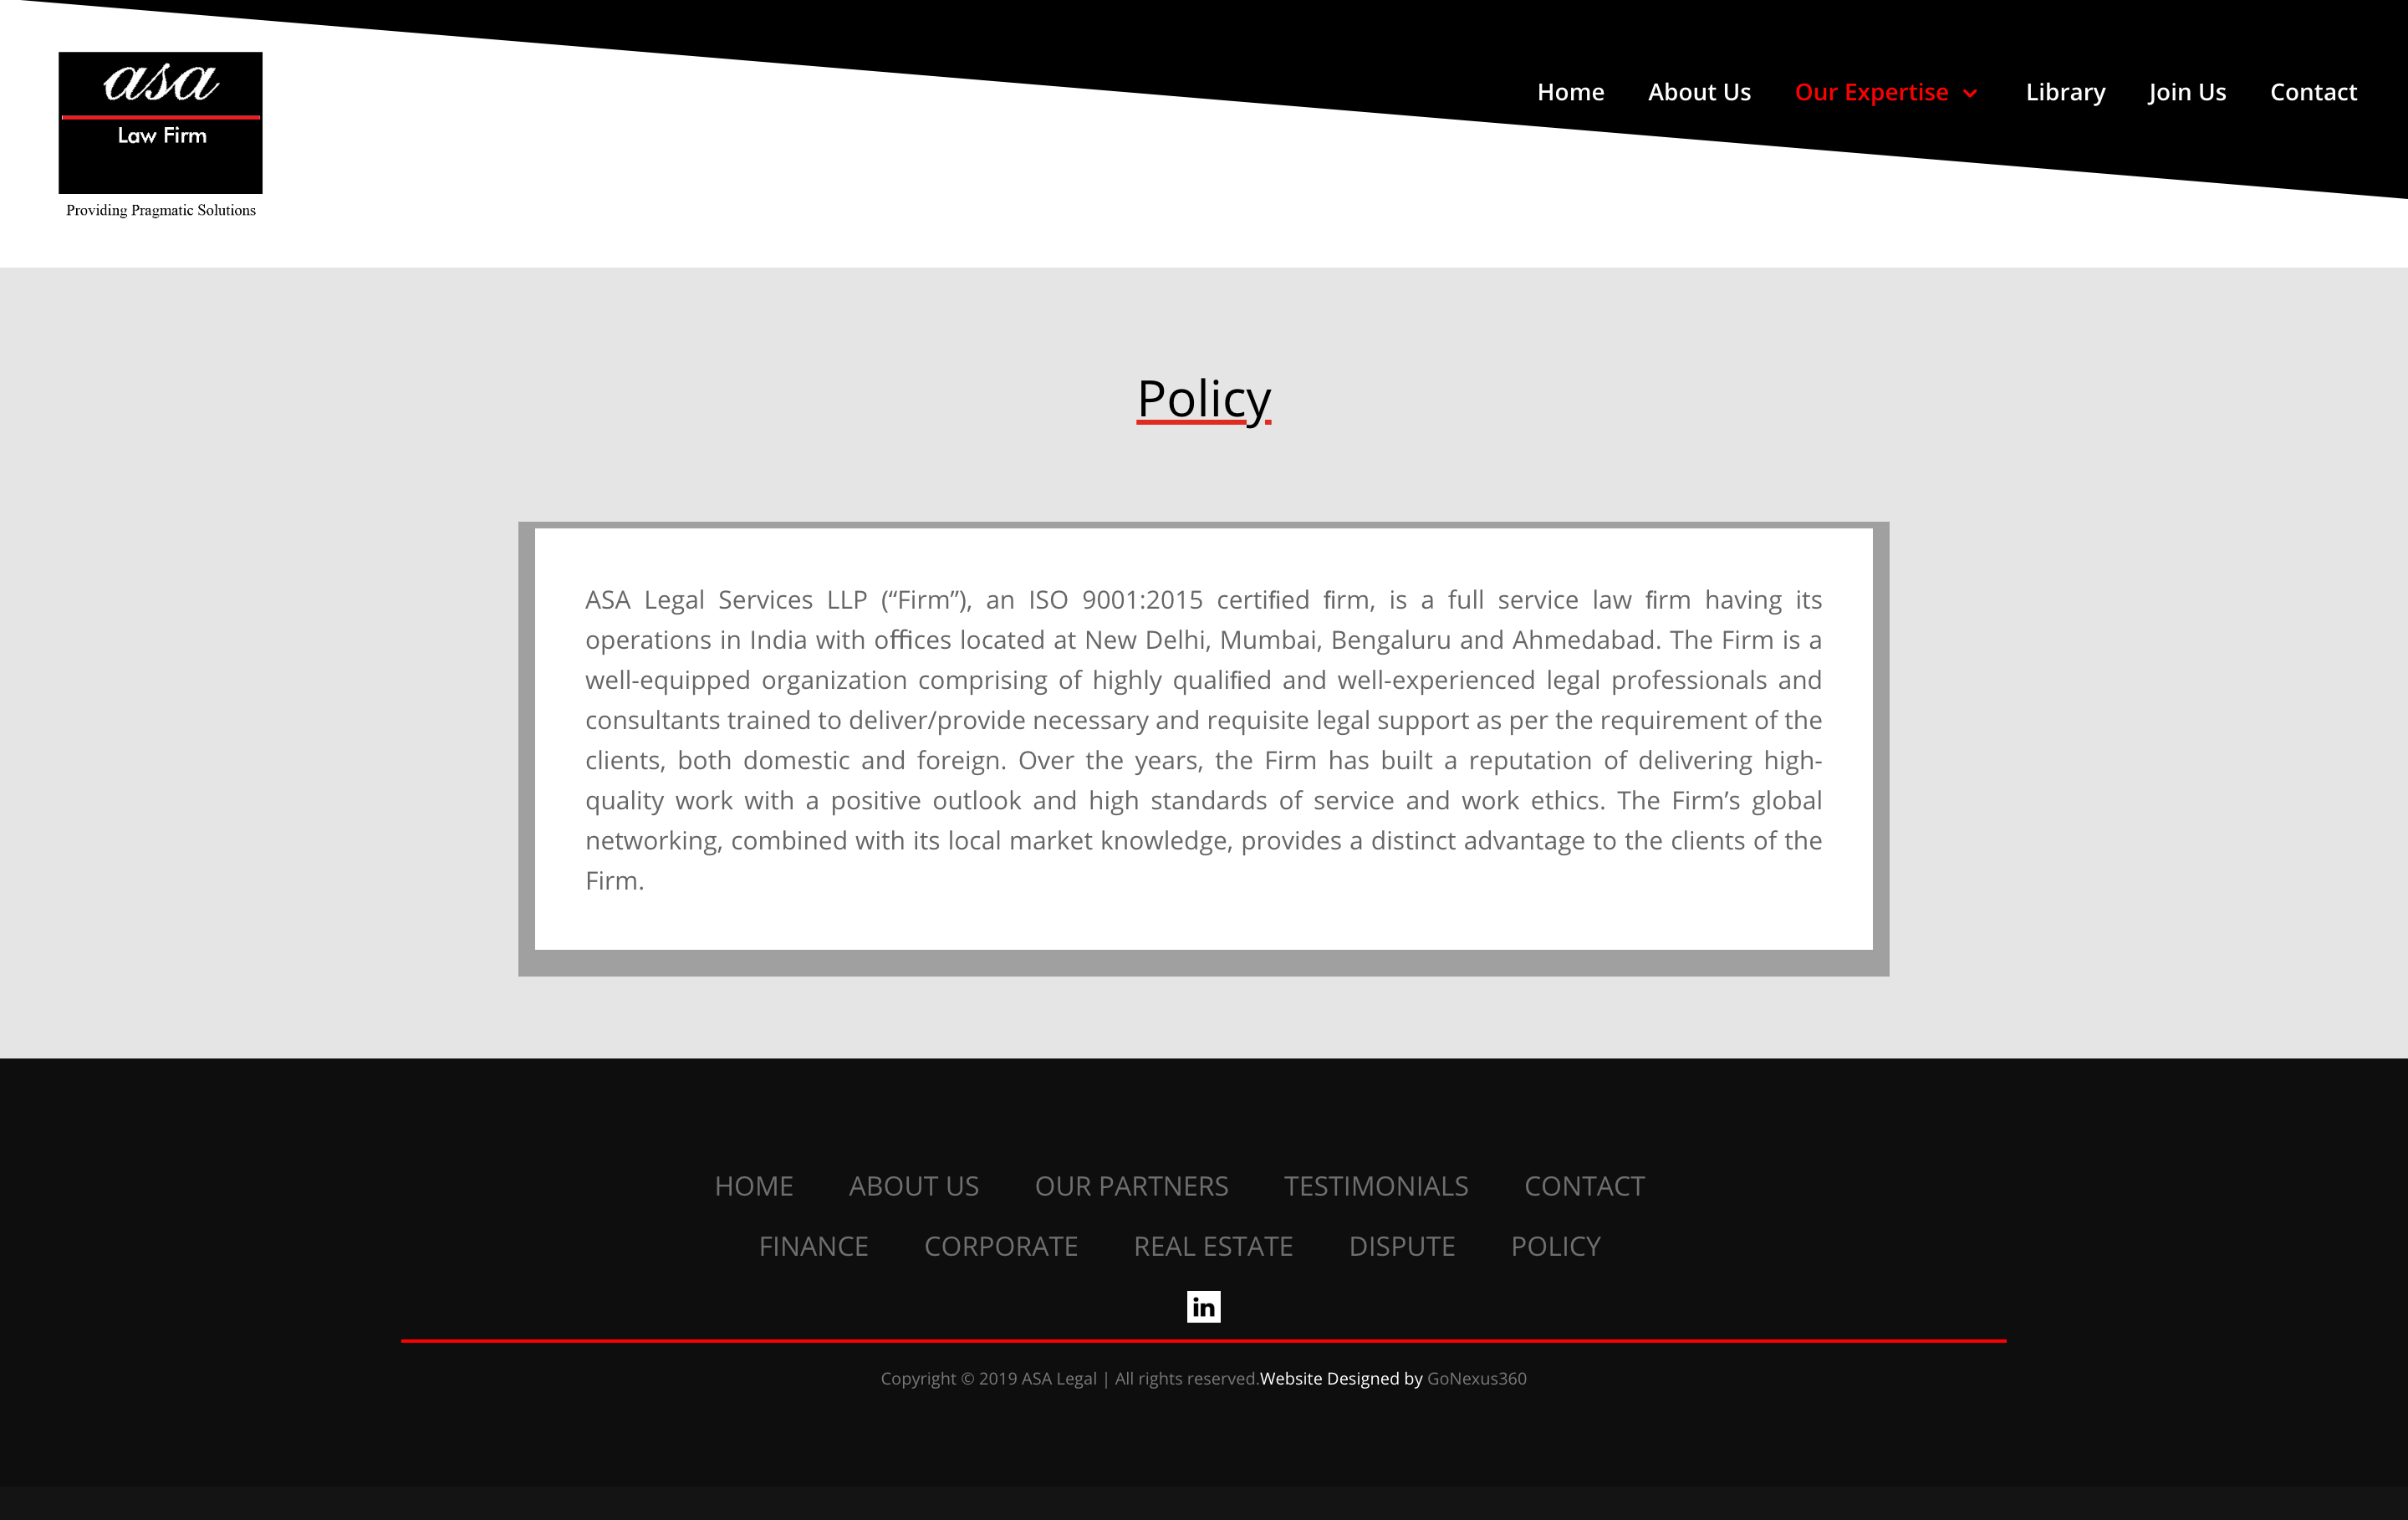 asa
Law Firm
Providing Pragmatic Solutions
Home About Us Our Expertise Library Join Us Contact
Policy
ASA Legal Services LLP (“Firm”), an ISO 9001:2015 certified firm, is a full service law firm having its
operations in India with offices located at New Delhi, Mumbai, Bengaluru and Ahmedabad. The Firm is a
well-equipped organization comprising of highly qualified and well-experienced legal professionals and
consultants trained to deliver/provide necessary and requisite legal support as per the requirement of the
clients, both domestic and foreign. Over the years, the Firm has built a reputation of delivering high-
quality work with a positive outlook and high standards of service and work ethics. The Firm’s global
networking, combined with its local market knowledge, provides a distinct advantage to the clients of the
Firm.
HOME ABOUT US OUR PARTNERS TESTIMONIALS CONTACT
FINANCE CORPORATE REAL ESTATE DISPUTE POLICY
in
Copyright © 2019 ASA Legal | All rights reserved.Website Designed by GoNexus360